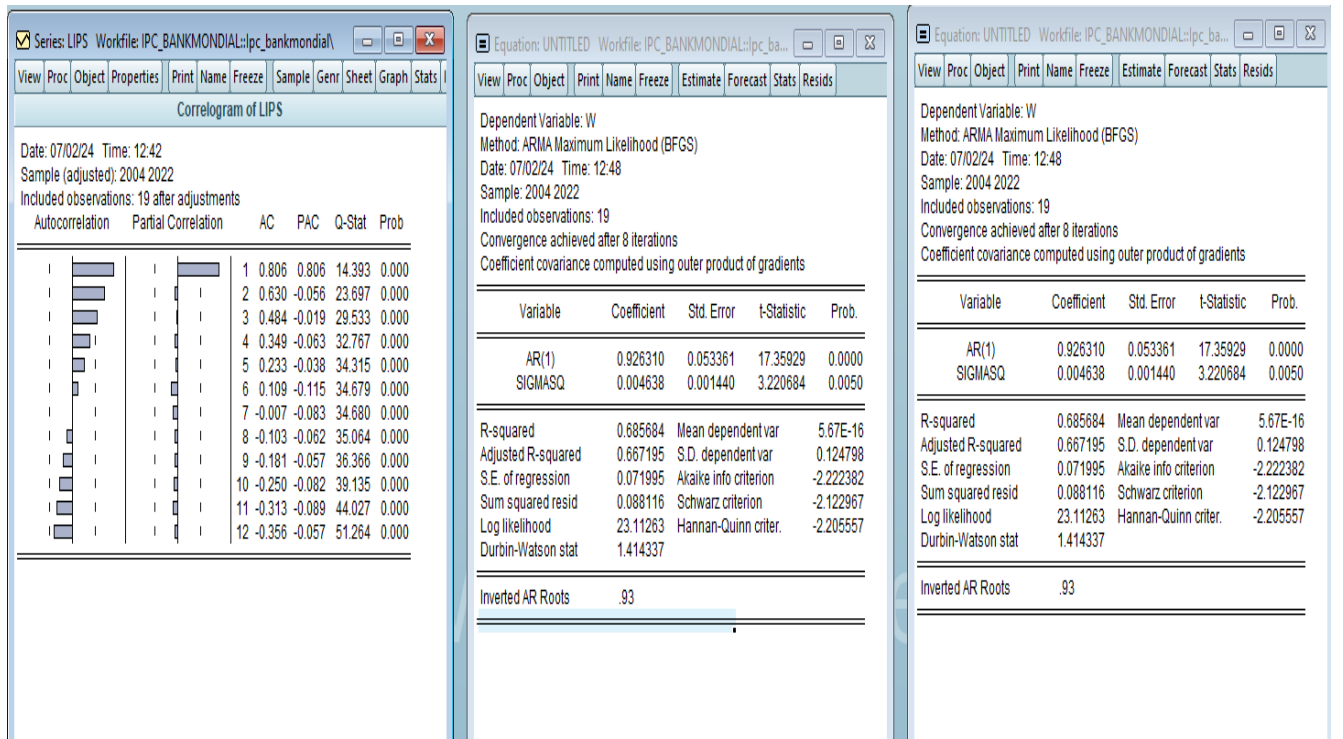 Series: LIPS Workfile: IPC_BANKMONDIAL::Ipc_bankmondial\
View Proc Object Properties Print Name Freeze Sample Genr Sheet Graph Stats
Correlogram of LIPS
Date: 07/02/24 Time: 12:42
Sample (adjusted): 2004 2022
Included observations: 19 after adjustments
Autocorrelation Partial Correlation AC PAC Q-Stat Prob
1 0.806 0.806 14.393 0.000
2 0.630 -0.056 23.697 0.000
3 0.484 -0.019 29.533 0.000
4 0.349 -0.063 32.767 0.000
5 0.233 -0.038 34.315 0.000
6 0.109 -0.115 34.679 0.000
7 -0.007 -0.083 34.680 0.000
8 -0.103 -0.062 35.064 0.000
9 -0.181 -0.057 36.366 0.000
10 -0.250 -0.082 39.135 0.000
11 -0.313 -0.089 44.027 0.000
12 -0.356 -0.057 51.264 0.000
Equation: UNTITLED Workfile: IPC_BANKMONDIAL::Ipc_ba...
View Proc Object Print Name Freeze Estimate Forecast Stats Resids
Dependent Variable: W
Method: ARMA Maximum Likelihood (BFGS)
Date: 07/02/24 Time: 12:48
Sample: 2004 2022
Included observations: 19
Convergence achieved after 8 iterations
Coefficient covariance computed using outer product of gradients
Variable Coefficient Std. Error t-Statistic Prob.
AR(1) 0.926310 0.053361 17.35929 0.0000
SIGMASQ 0.004638 0.001440 3.220684 0.0050
R-squared 0.685684 Mean dependent var 5.67E-16
Adjusted R-squared 0.667195 S.D. dependent var 0.124798
S.E. of regression 0.071995 Akaike info criterion -2.222382
Sum squared resid 0.088116 Schwarz criterion -2.122967
Log likelihood 23.11263 Hannan-Quinn criter. -2.205557
Durbin-Watson stat 1.414337
Inverted AR Roots .93
Equation: UNTITLED Workfile: IPC_BANKMONDIAL::Ipc_ba...
View Proc Object Print Name Freeze Estimate Forecast Stats Resids
Dependent Variable: W
Method: ARMA Maximum Likelihood (BFGS)
Date: 07/02/24 Time: 12:48
Sample: 2004 2022
Included observations: 19
Convergence achieved after 8 iterations
Coefficient covariance computed using outer product of gradients
Variable Coefficient Std. Error t-Statistic Prob.
AR(1) 0.926310 0.053361 17.35929 0.0000
SIGMASQ 0.004638 0.001440 3.220684 0.0050
R-squared 0.685684 Mean dependent var 5.67E-16
Adjusted R-squared 0.667195 S.D. dependent var 0.124798
S.E. of regression 0.071995 Akaike info criterion -2.222382
Sum squared resid 0.088116 Schwarz criterion -2.122967
Log likelihood 23.11263 Hannan-Quinn criter. -2.205557
Durbin-Watson stat 1.414337
Inverted AR Roots .93